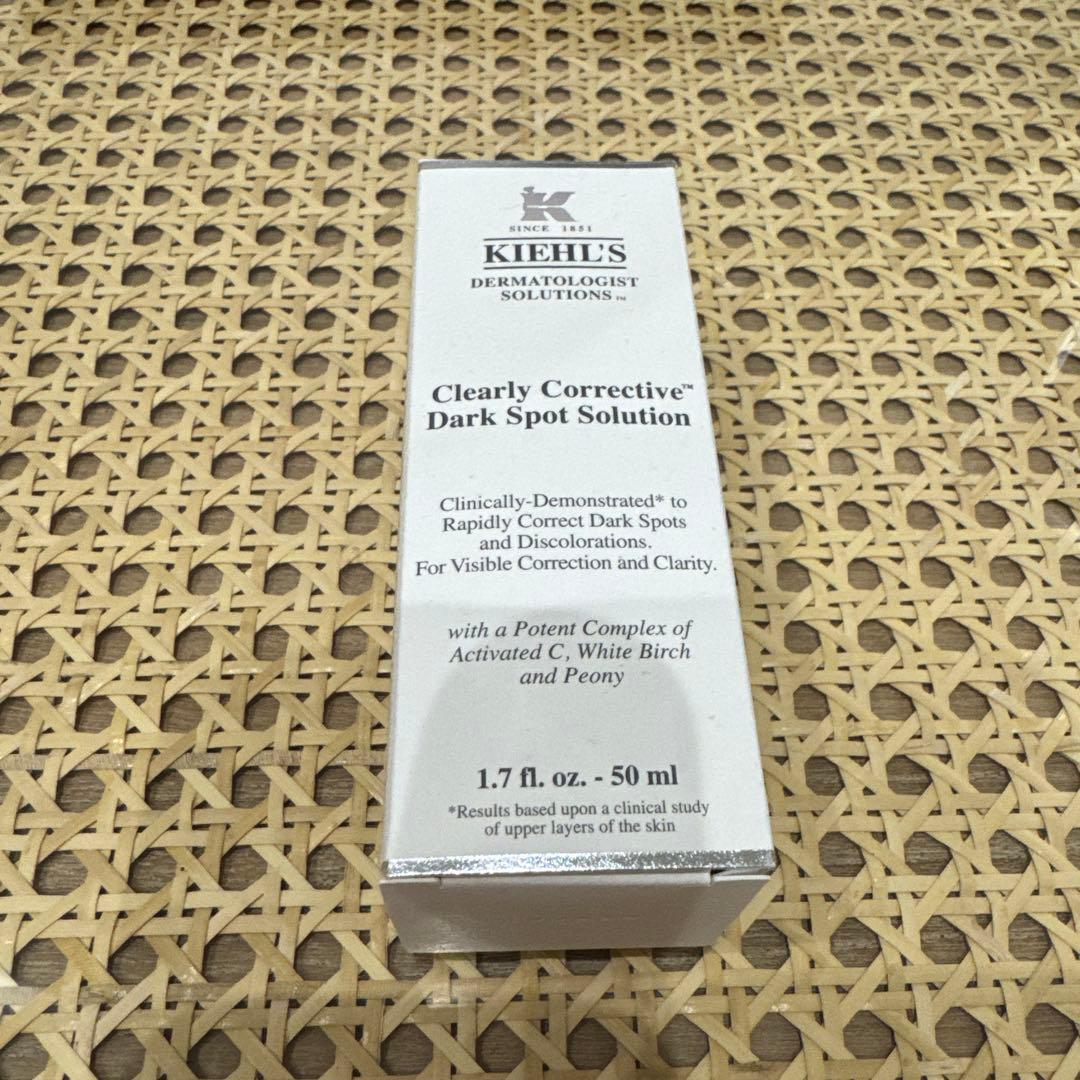 K
SINCE 1851
KIEHL'S
DERMATOLOGIST
SOLUTIONS™
Clearly Corrective™
Dark Spot Solution
Clinically-Demonstrated* to
Rapidly Correct Dark Spots
and Discolorations.
For Visible Correction and Clarity.
with a Potent Complex of
Activated C, White Birch
and Peony
1.7 fl. oz. - 50 ml
*Results based upon a clinical study
of upper layers of the skin